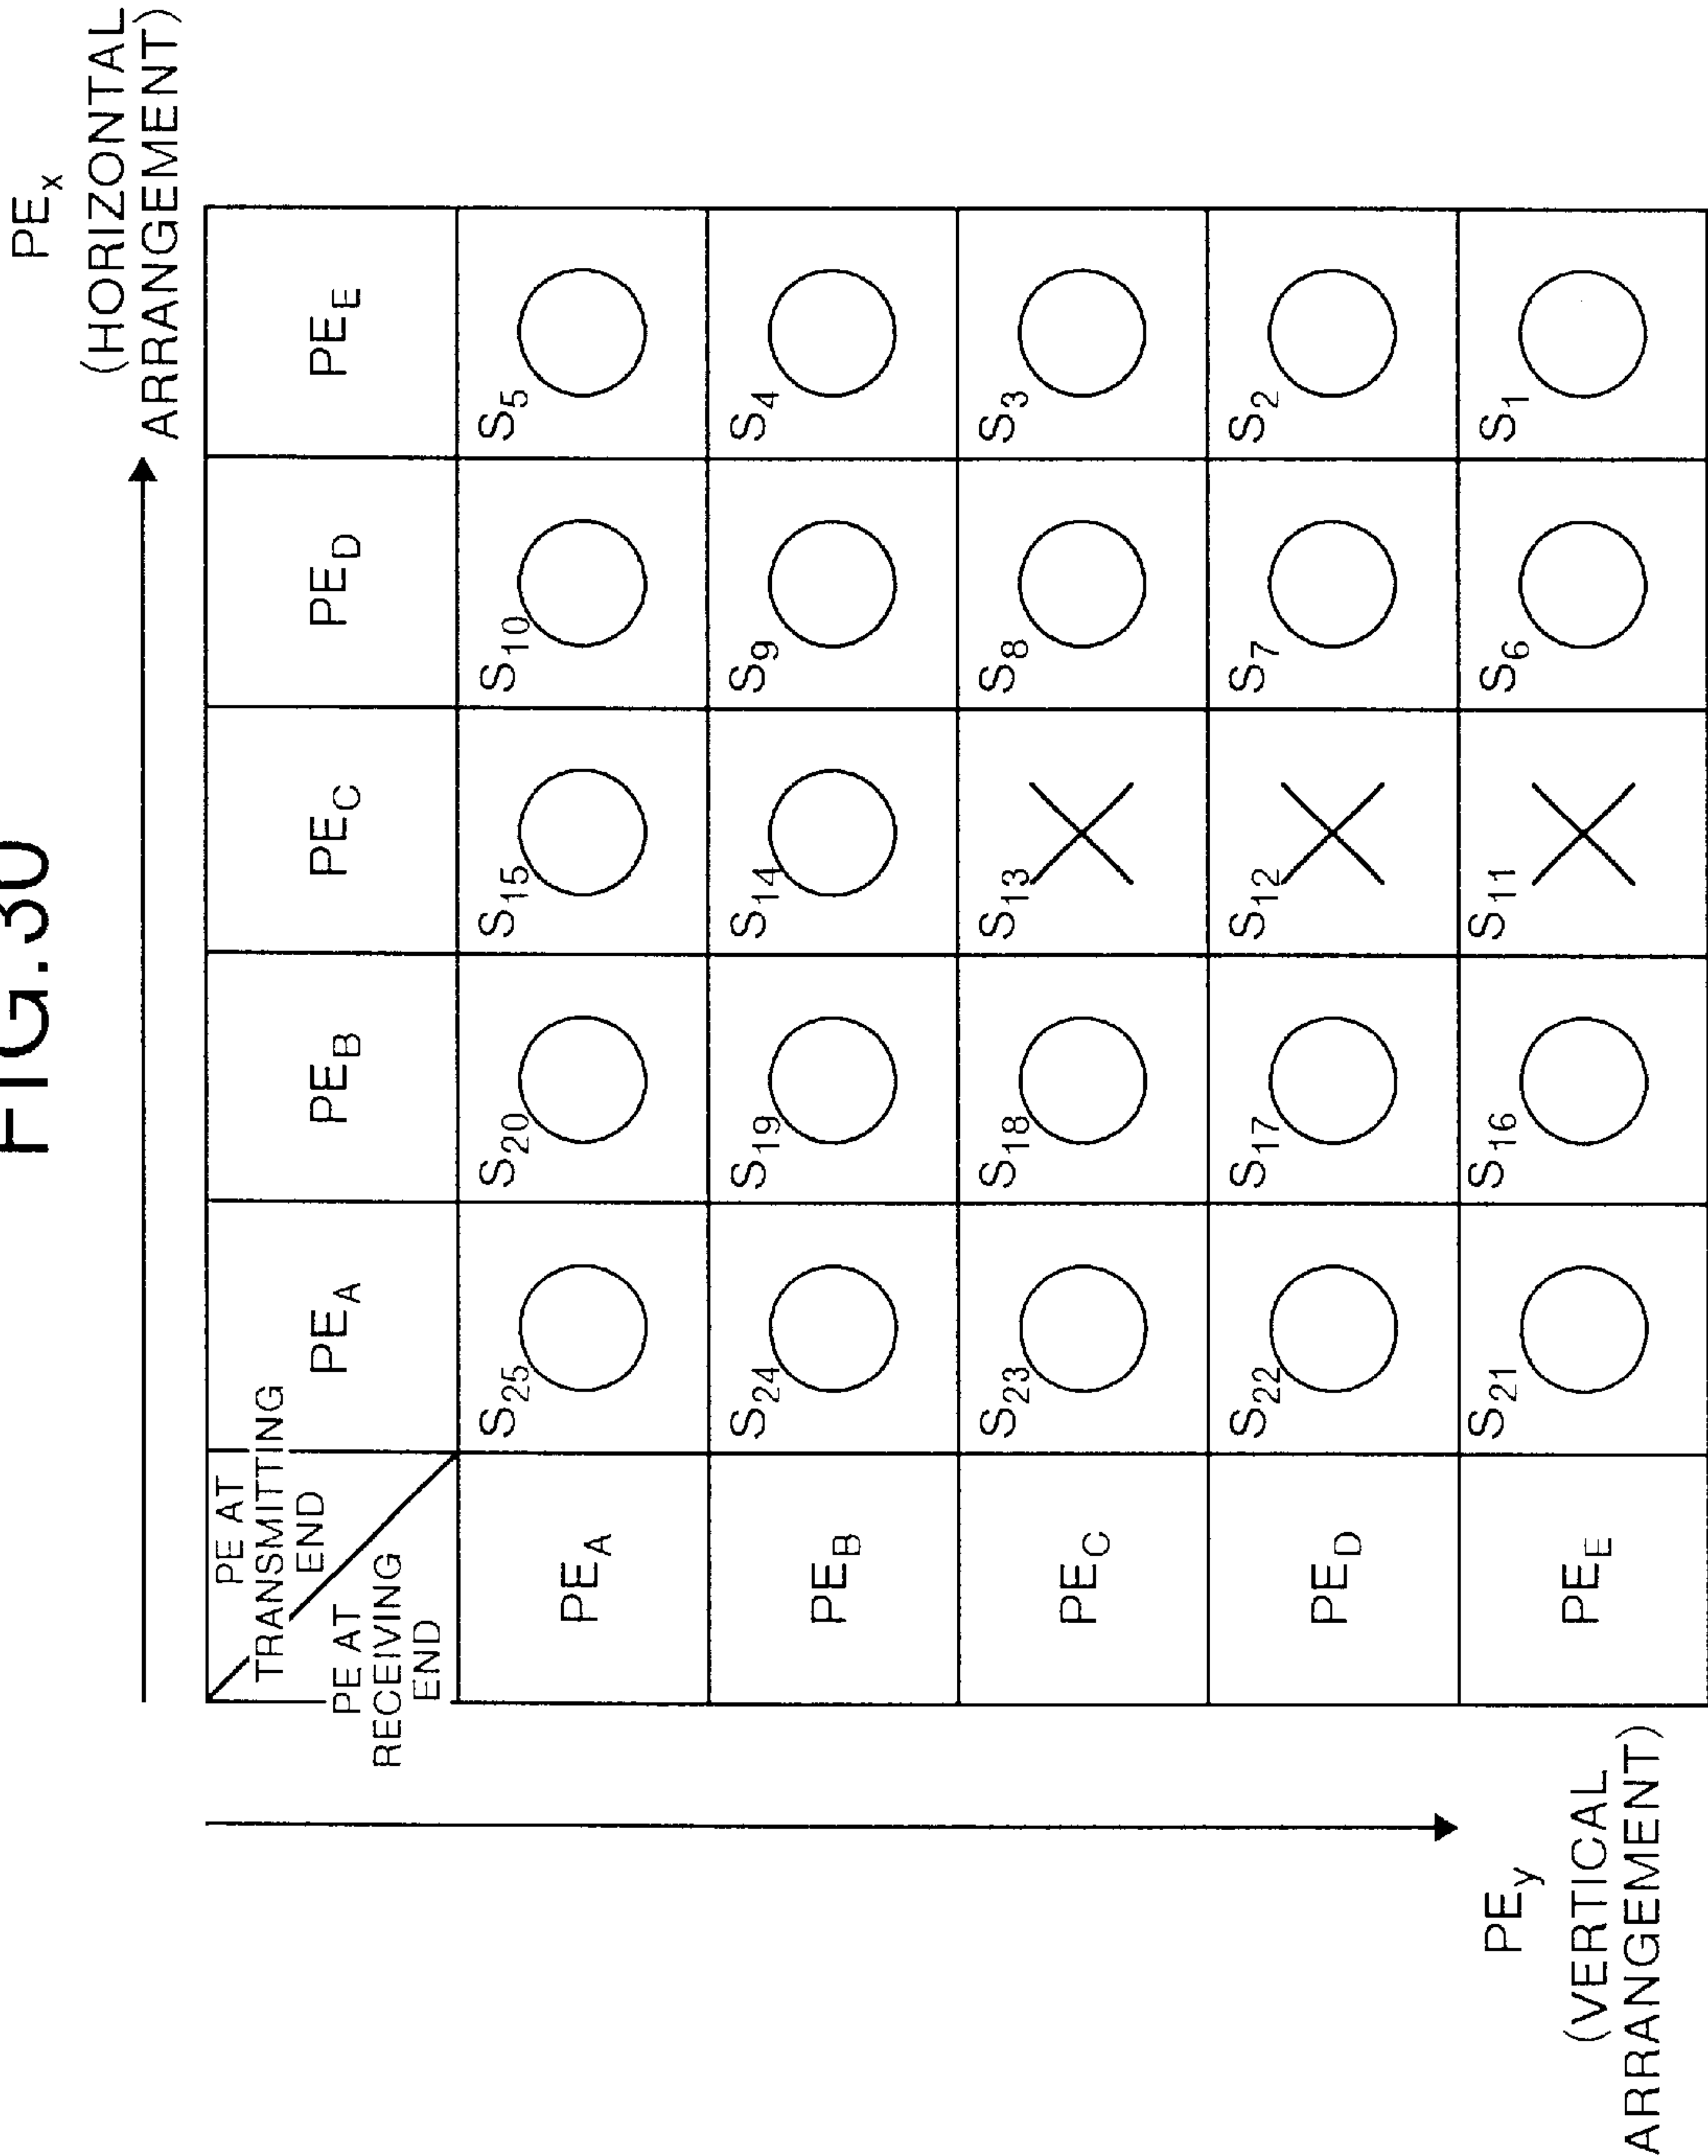 FIG.30
PEx
(HORIZONTAL
ARRANGEMENT)
PE AT
TRANSMITTING
END
PE AT
RECEIVING
END
PEA
PEB
PEC
PED
PEE
PEA
S25
S20
S15
S10
S5
PEB
S24
S19
S14
S9
S4
PEC
S23
S18
S13
S8
S3
PED
S22
S17
S12
S7
S2
PEE
S21
S16
S11
S6
S1
PEy
(VERTICAL
ARRANGEMENT)